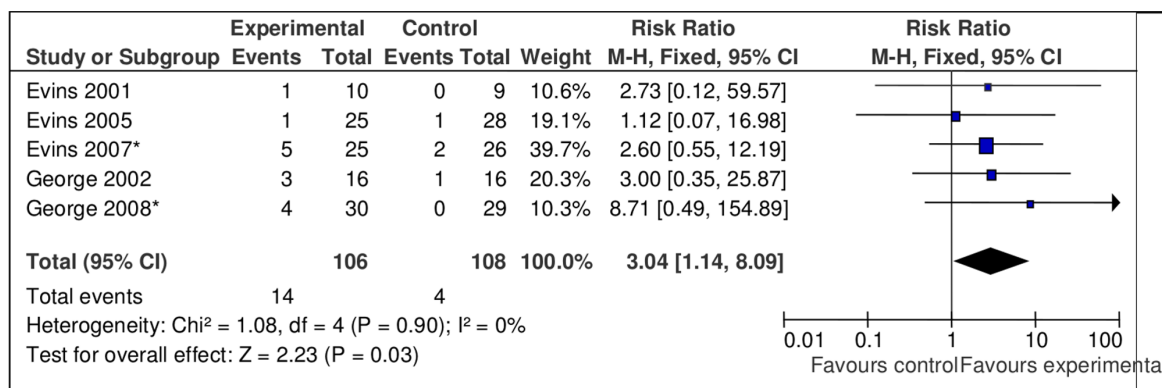 Experimental Control Risk Ratio Risk Ratio
Study or Subgroup Events Total Events Total Weight M-H, Fixed, 95% CI M-H, Fixed, 95% CI
Evins 2001 1 10 0 9 10.6% 2.73 [0.12, 59.57]
Evins 2005 1 25 1 28 19.1% 1.12 [0.07, 16.98]
Evins 2007* 5 25 2 26 39.7% 2.60 [0.55, 12.19]
George 2002 3 16 1 16 20.3% 3.00 [0.35, 25.87]
George 2008* 4 30 0 29 10.3% 8.71 [0.49, 154.89]
Total (95% CI) 106 108 100.0% 3.04 [1.14, 8.09]
Total events 14 4
Heterogeneity: Chi² = 1.08, df = 4 (P = 0.90); I² = 0%
Test for overall effect: Z = 2.23 (P = 0.03)
0.01 0.1 1 10 100
Favours control Favours experimenta